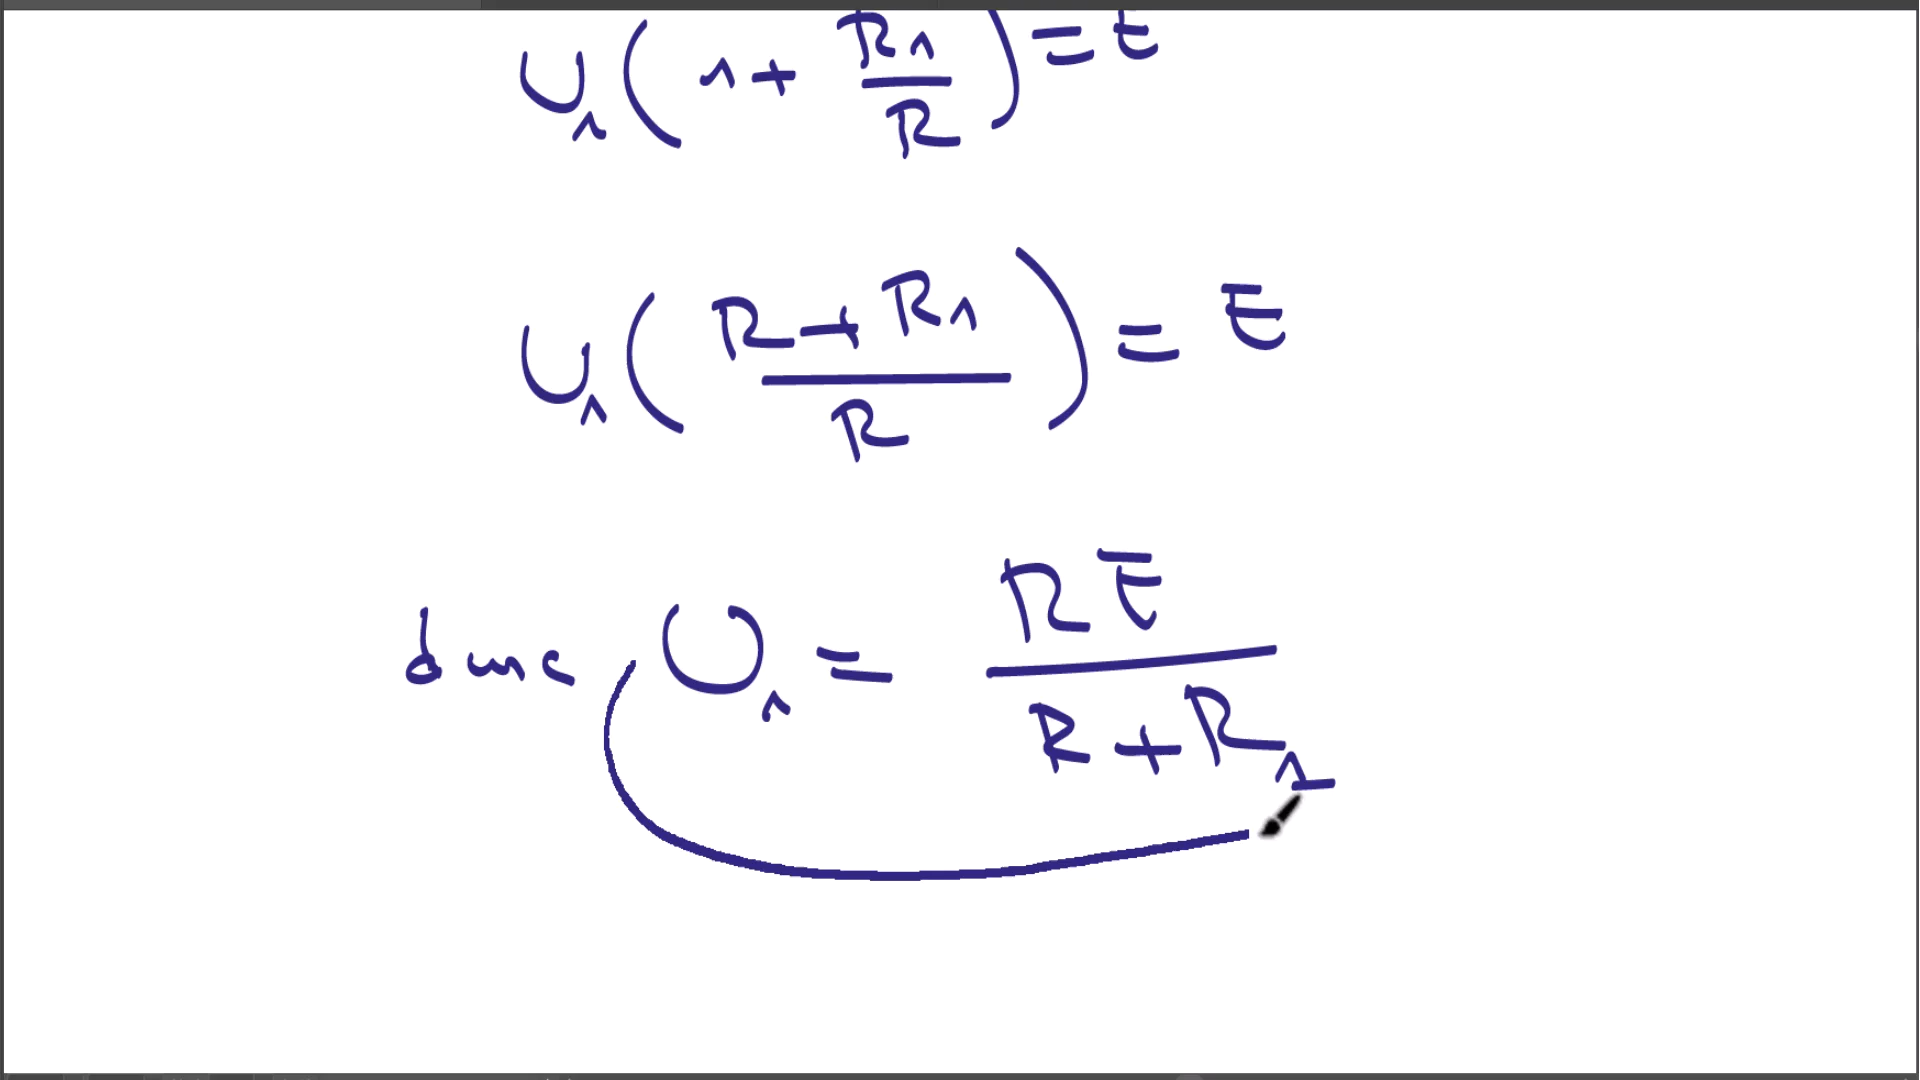 U₁(1 + R₁/R) = E
U₁((R + R₁)/R) = E
donc U₁ = RE/(R + R₁)